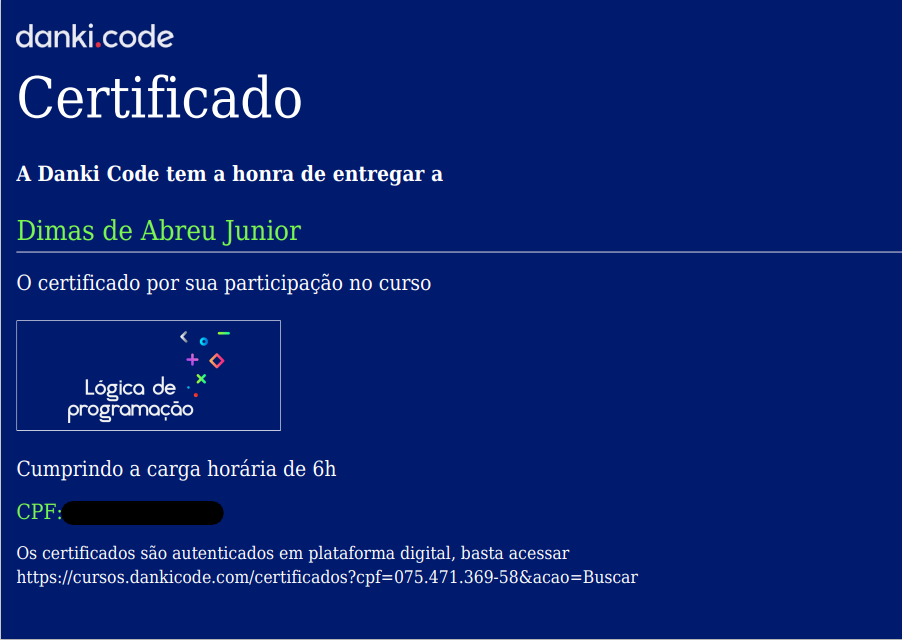 danki.code
Certificado
A Danki Code tem a honra de entregar a
Dimas de Abreu Junior
O certificado por sua participação no curso
Lógica de
programação
Cumprindo a carga horária de 6h
CPF:
Os certificados são autenticados em plataforma digital, basta acessar
https://cursos.dankicode.com/certificados?cpf=075.471.369-58&acao=Buscar